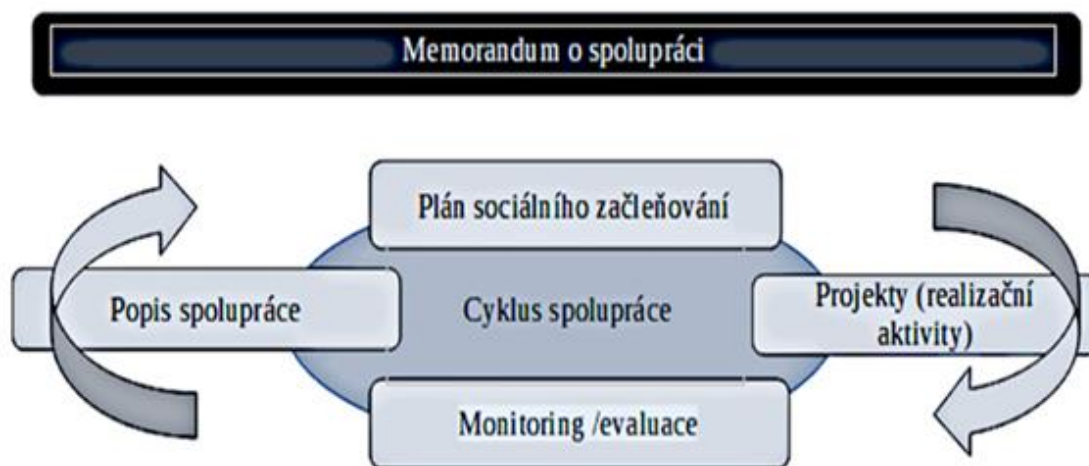 Memorandum o spolupráci
Plán sociálního začleňování
Popis spolupráce
Cyklus spolupráce
Projekty (realizační
aktivity)
Monitoring /evaluace